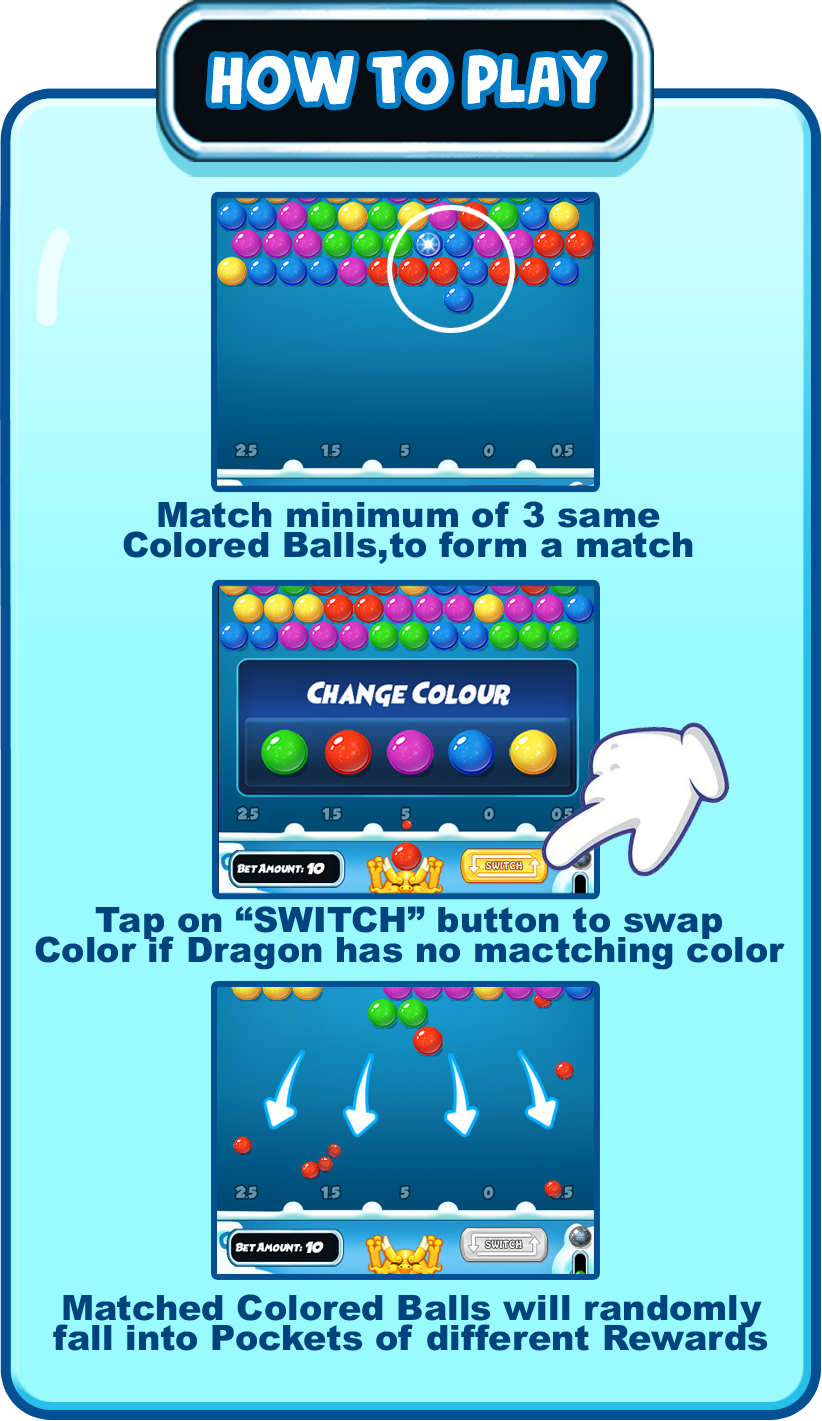 HOW TO PLAY
2.5 1.5 5 0 0.5
Match minimum of 3 same
Colored Balls,to form a match
CHANGE COLOUR
2.5 1.5 5 0 0.5
BET AMOUNT: 10 SWITCH
Tap on “SWITCH” button to swap
Color if Dragon has no mactching color
2.5 1.5 5 0 .5
BET AMOUNT: 10 SWITCH
Matched Colored Balls will randomly
fall into Pockets of different Rewards